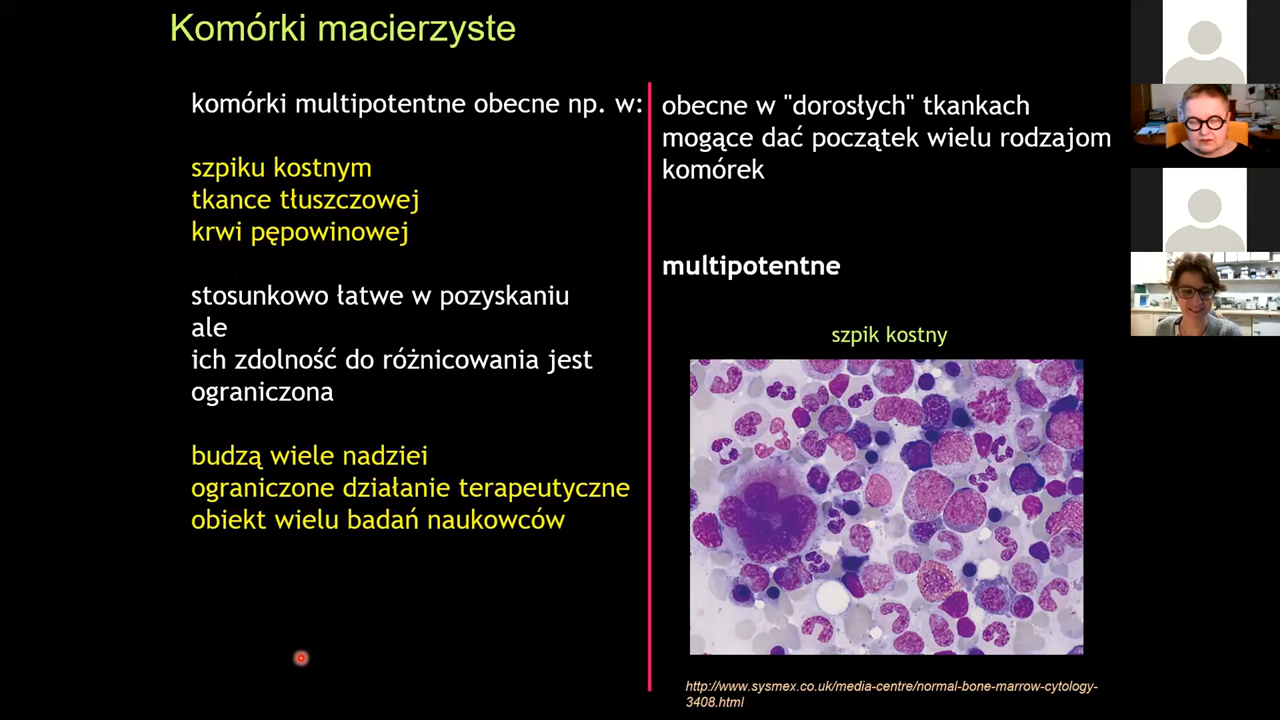 Komórki macierzyste
komórki multipotentne obecne np. w:
szpiku kostnym
tkance tłuszczowej
krwi pępowinowej
stosunkowo łatwe w pozyskaniu
ale
ich zdolność do różnicowania jest
ograniczona
budzą wiele nadziei
ograniczone działanie terapeutyczne
obiekt wielu badań naukowców
obecne w "dorosłych" tkankach
mogące dać początek wielu rodzajom
komórek
multipotentne
szpik kostny
http://www.sysmex.co.uk/media-centre/normal-bone-marrow-cytology-
3408.html